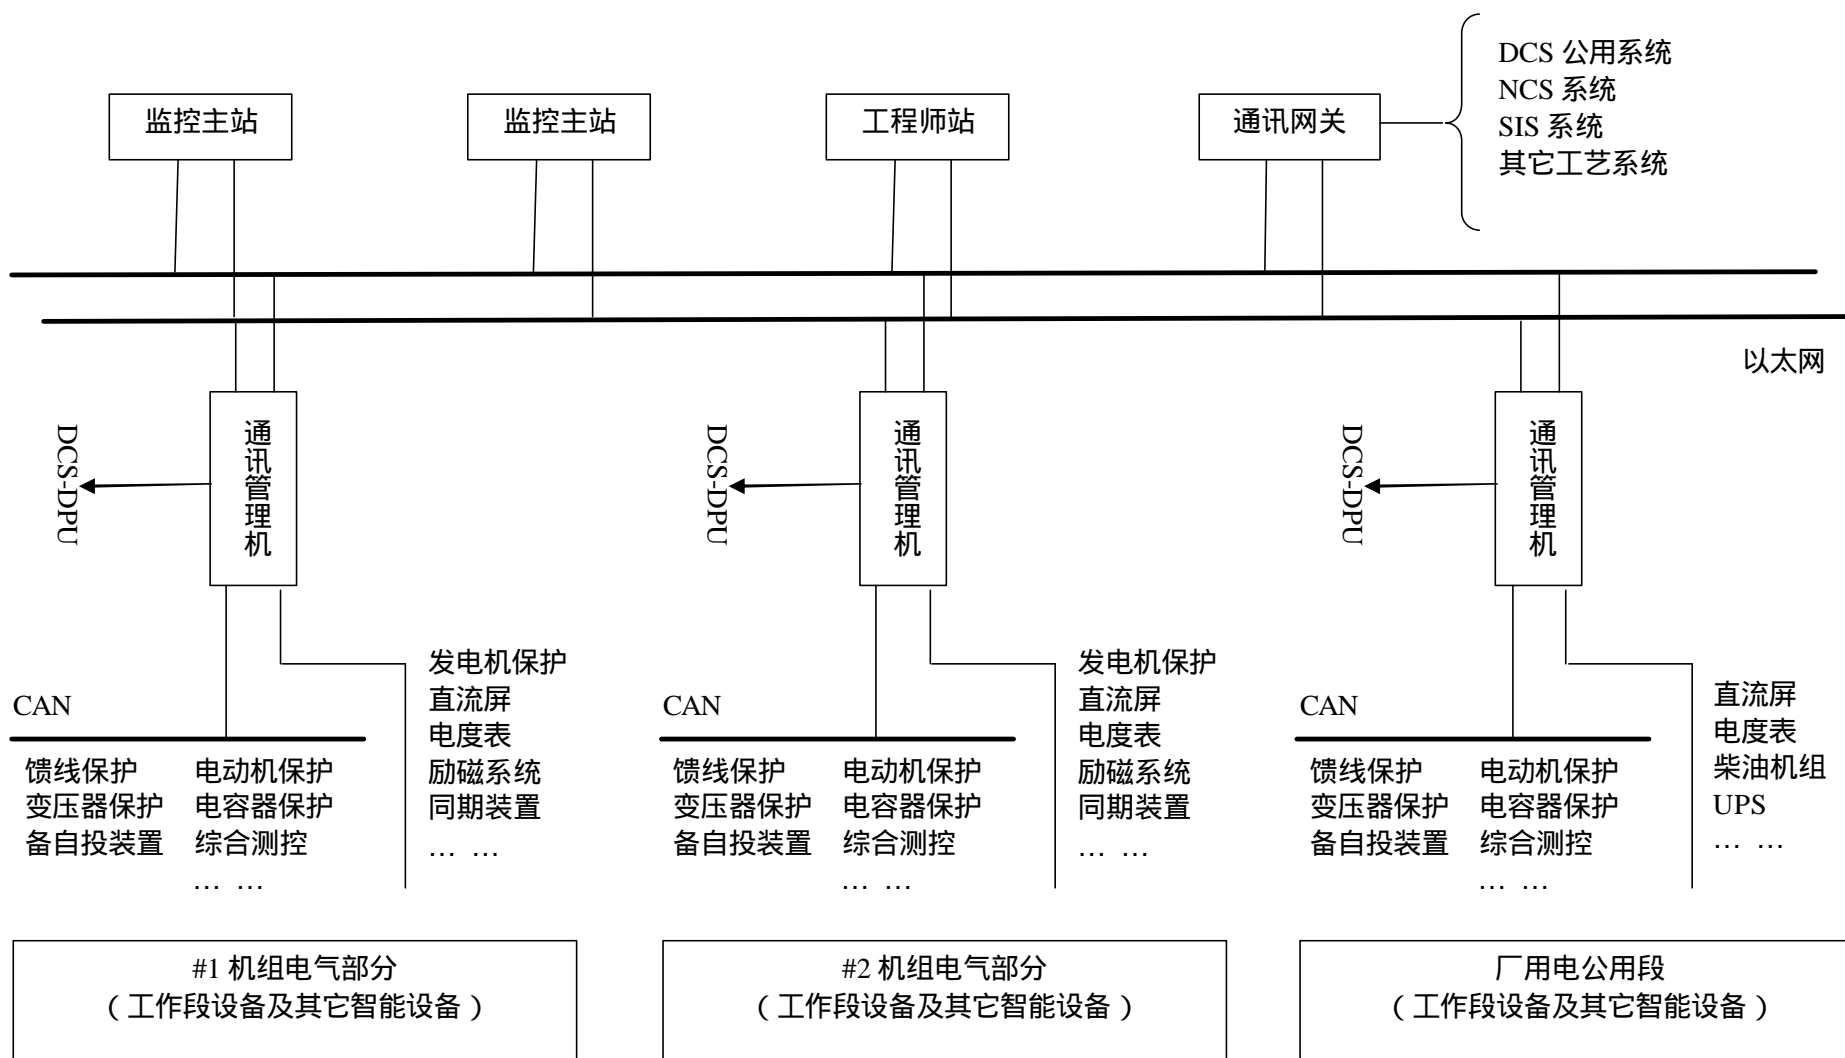 DCS 公用系统
NCS 系统
SIS 系统
其它工艺系统
监控主站
监控主站
工程师站
通讯网关
以太网
DCS-DPU
通讯管理机
DCS-DPU
通讯管理机
DCS-DPU
通讯管理机
CAN
馈线保护
变压器保护
备自投装置
电动机保护
电容器保护
综合测控
… …
发电机保护
直流屏
电度表
励磁系统
同期装置
… …
CAN
馈线保护
变压器保护
备自投装置
电动机保护
电容器保护
综合测控
… …
发电机保护
直流屏
电度表
励磁系统
同期装置
… …
CAN
馈线保护
变压器保护
备自投装置
电动机保护
电容器保护
综合测控
… …
直流屏
电度表
柴油机组
UPS
… …
#1 机组电气部分
（工作段设备及其它智能设备）
#2 机组电气部分
（工作段设备及其它智能设备）
厂用电公用段
（工作段设备及其它智能设备）